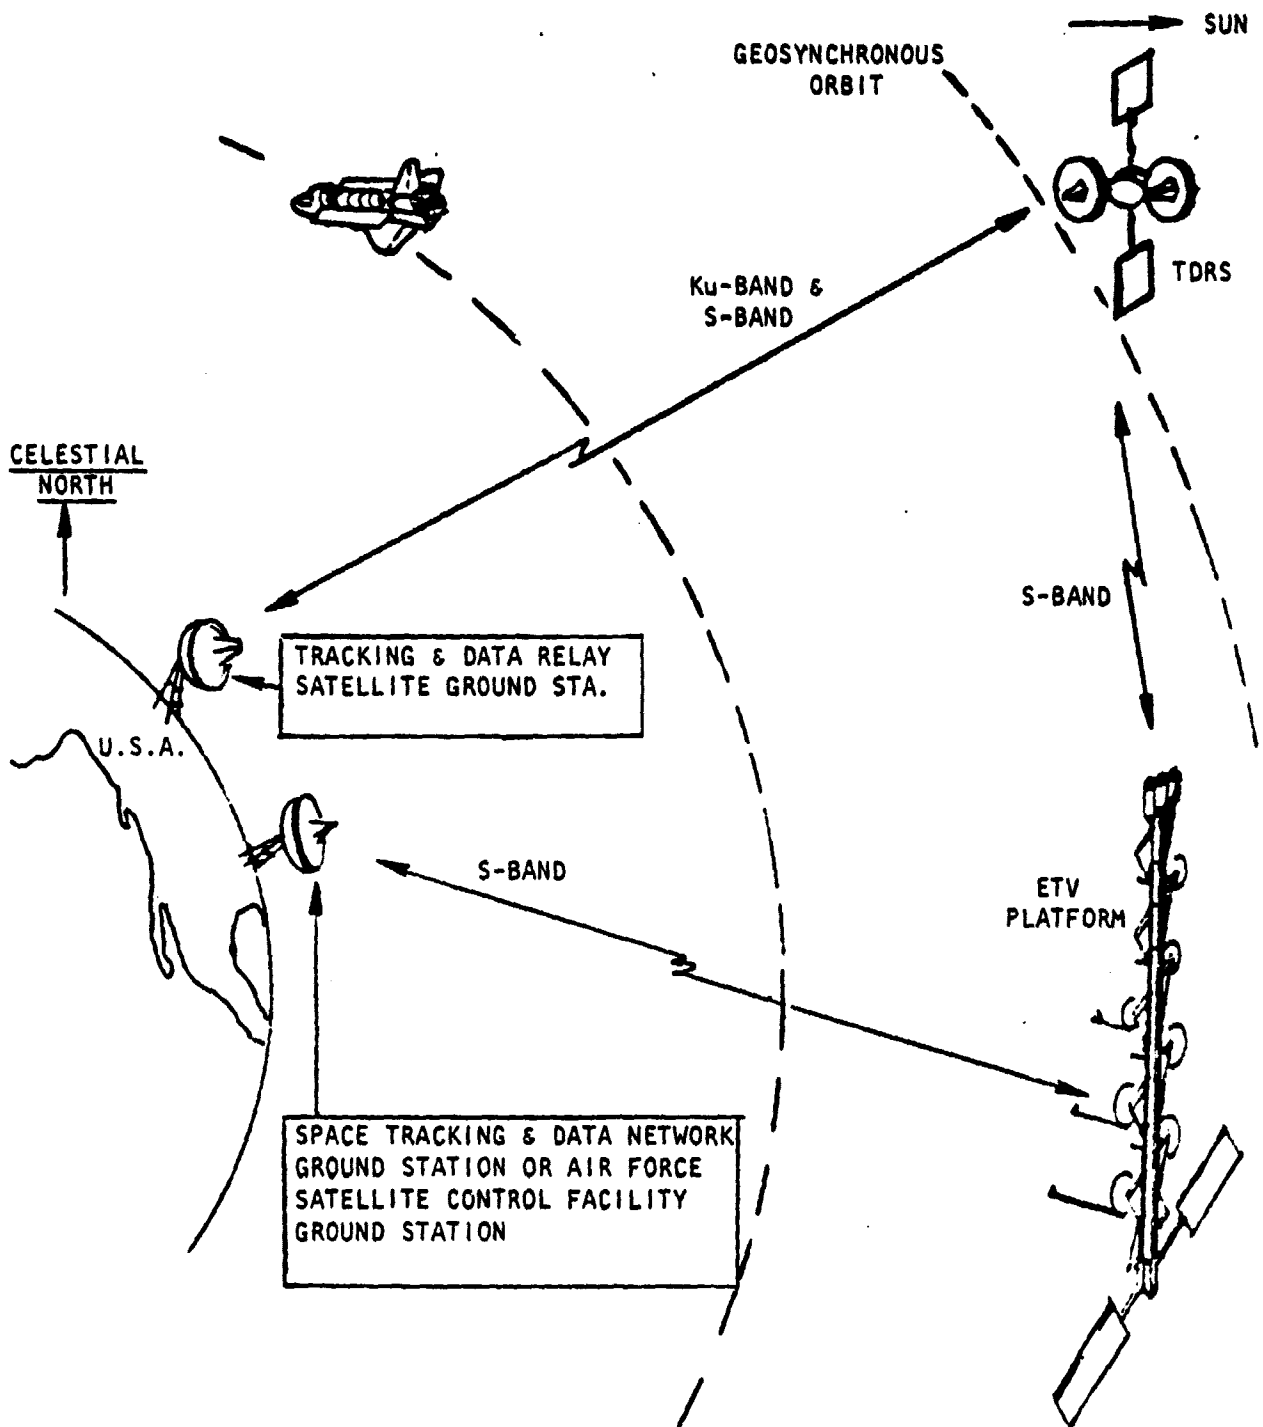 SUN
GEOSYNCHRONOUS
ORBIT
TDRS
Ku-BAND &
S-BAND
CELESTIAL
NORTH
S-BAND
TRACKING & DATA RELAY
SATELLITE GROUND STA.
U.S.A.
S-BAND
ETV
PLATFORM
SPACE TRACKING & DATA NETWORK
GROUND STATION OR AIR FORCE
SATELLITE CONTROL FACILITY
GROUND STATION